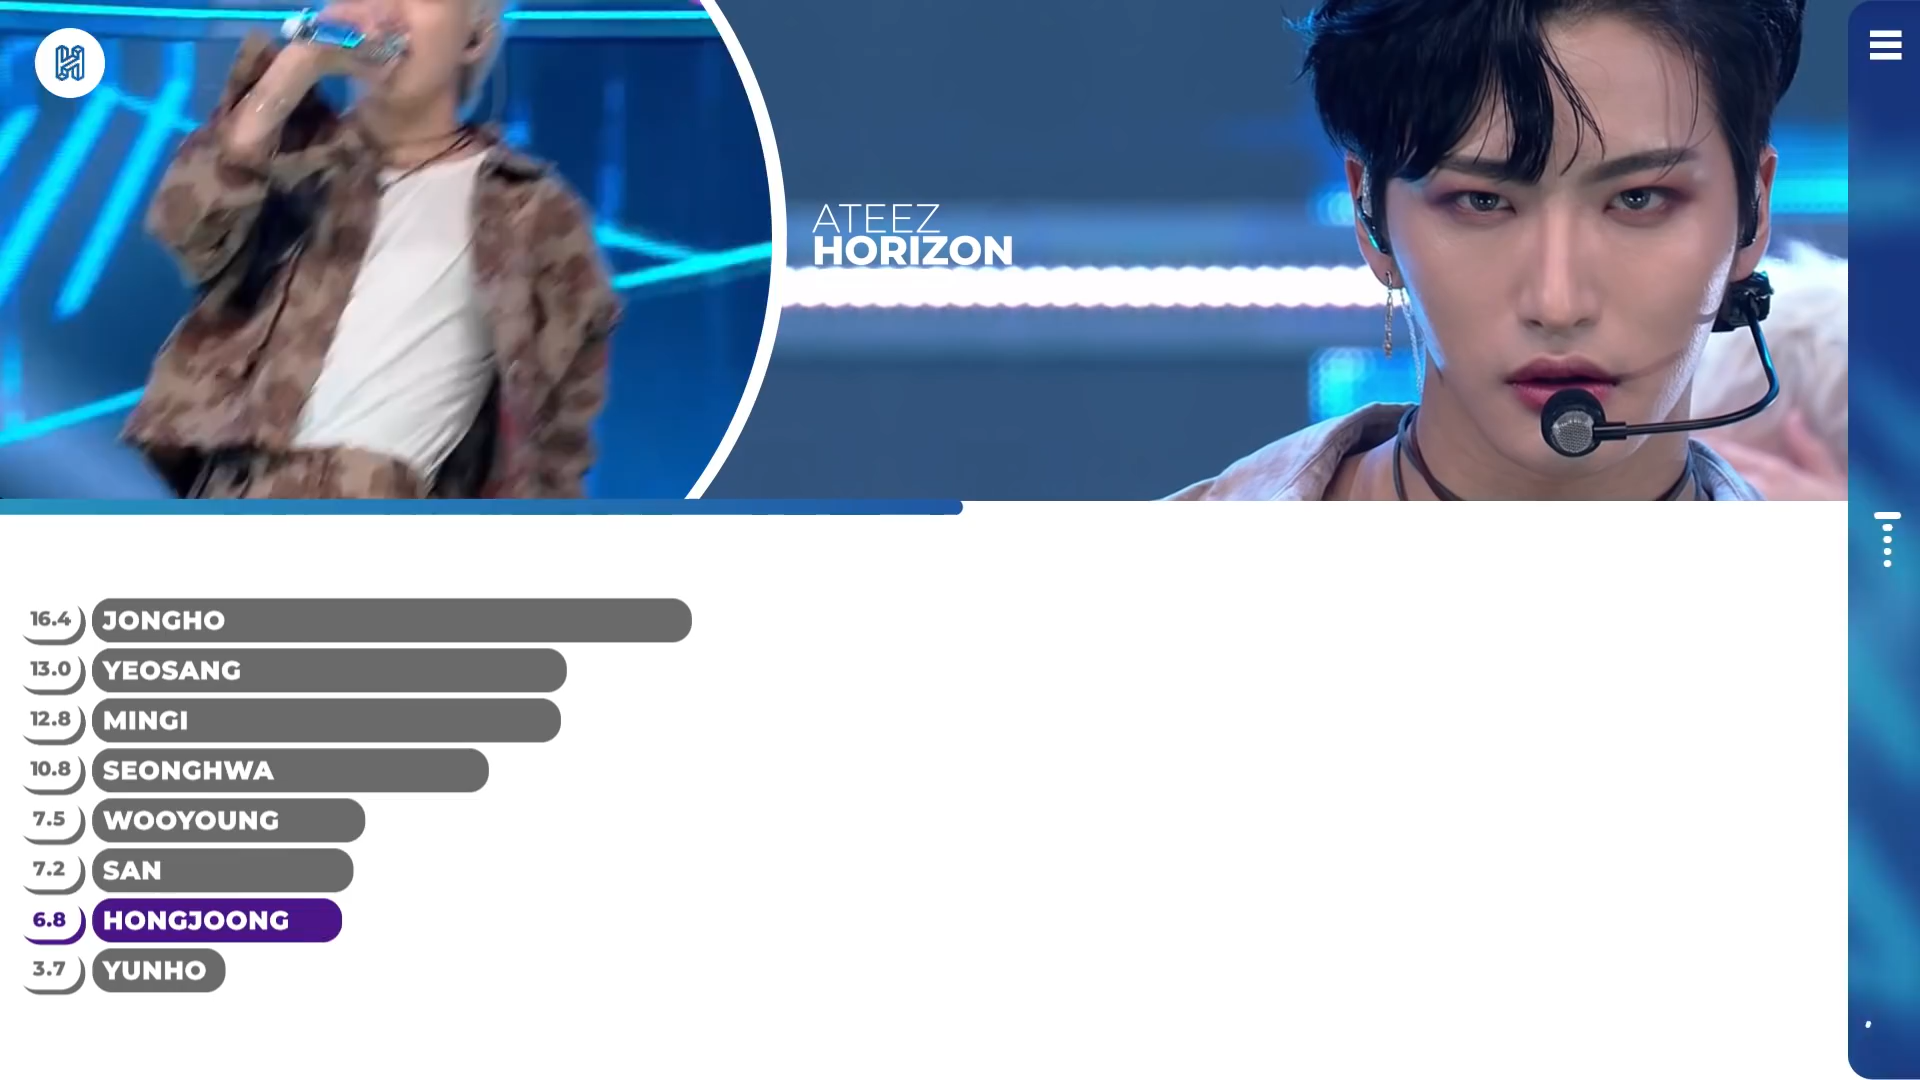 H
ATEEZ
HORIZON
16.4 JONGHO
13.0 YEOSANG
12.8 MINGI
10.8 SEONGHWA
7.5 WOOYOUNG
7.2 SAN
6.8 HONGJOONG
3.7 YUNHO